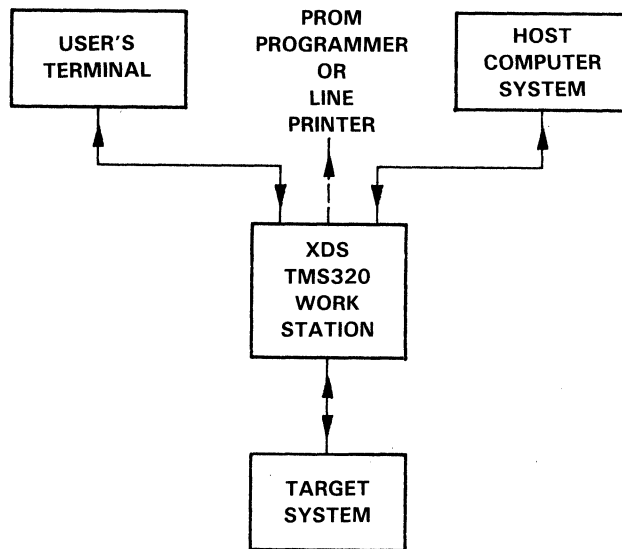 USER'S
TERMINAL
PROM
PROGRAMMER
OR
LINE
PRINTER
HOST
COMPUTER
SYSTEM
XDS
TMS320
WORK
STATION
TARGET
SYSTEM